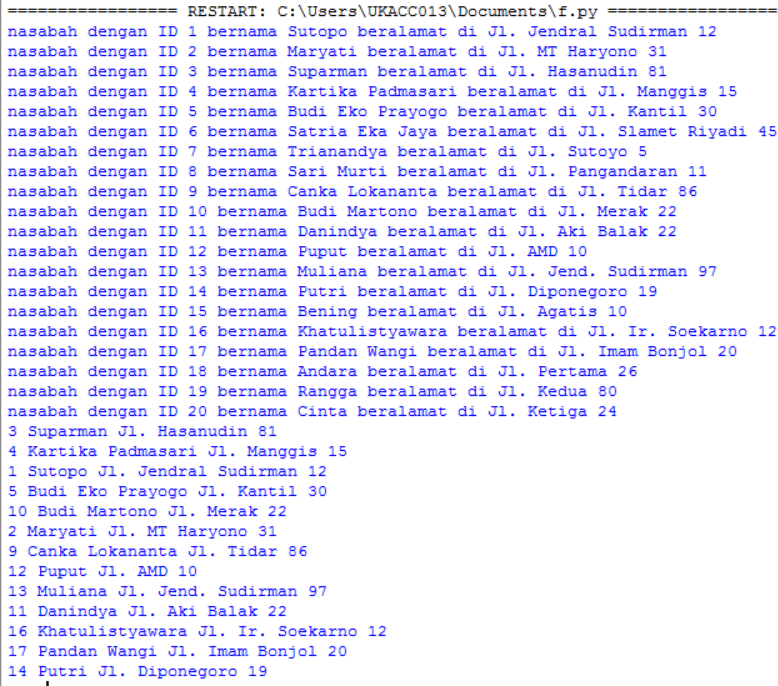 ================= RESTART: C:\Users\UKACC013\Documents\f.py =================
nasabah dengan ID 1 bernama Sutopo beralamat di Jl. Jendral Sudirman 12
nasabah dengan ID 2 bernama Maryati beralamat di Jl. MT Haryono 31
nasabah dengan ID 3 bernama Suparman beralamat di Jl. Hasanudin 81
nasabah dengan ID 4 bernama Kartika Padmasari beralamat di Jl. Manggis 15
nasabah dengan ID 5 bernama Budi Eko Prayogo beralamat di Jl. Kantil 30
nasabah dengan ID 6 bernama Satria Eka Jaya beralamat di Jl. Slamet Riyadi 45
nasabah dengan ID 7 bernama Trianandya beralamat di Jl. Sutoyo 5
nasabah dengan ID 8 bernama Sari Murti beralamat di Jl. Pangandaran 11
nasabah dengan ID 9 bernama Canka Lokananta beralamat di Jl. Tidar 86
nasabah dengan ID 10 bernama Budi Martono beralamat di Jl. Merak 22
nasabah dengan ID 11 bernama Danindya beralamat di Jl. Aki Balak 22
nasabah dengan ID 12 bernama Puput beralamat di Jl. AMD 10
nasabah dengan ID 13 bernama Muliana beralamat di Jl. Jend. Sudirman 97
nasabah dengan ID 14 bernama Putri beralamat di Jl. Diponegoro 19
nasabah dengan ID 15 bernama Bening beralamat di Jl. Agatis 10
nasabah dengan ID 16 bernama Khatulistyawara beralamat di Jl. Ir. Soekarno 12
nasabah dengan ID 17 bernama Pandan Wangi beralamat di Jl. Imam Bonjol 20
nasabah dengan ID 18 bernama Andara beralamat di Jl. Pertama 26
nasabah dengan ID 19 bernama Rangga beralamat di Jl. Kedua 80
nasabah dengan ID 20 bernama Cinta beralamat di Jl. Ketiga 24
3 Suparman Jl. Hasanudin 81
4 Kartika Padmasari Jl. Manggis 15
1 Sutopo Jl. Jendral Sudirman 12
5 Budi Eko Prayogo Jl. Kantil 30
10 Budi Martono Jl. Merak 22
2 Maryati Jl. MT Haryono 31
9 Canka Lokananta Jl. Tidar 86
12 Puput Jl. AMD 10
13 Muliana Jl. Jend. Sudirman 97
11 Danindya Jl. Aki Balak 22
16 Khatulistyawara Jl. Ir. Soekarno 12
17 Pandan Wangi Jl. Imam Bonjol 20
14 Putri Jl. Diponegoro 19